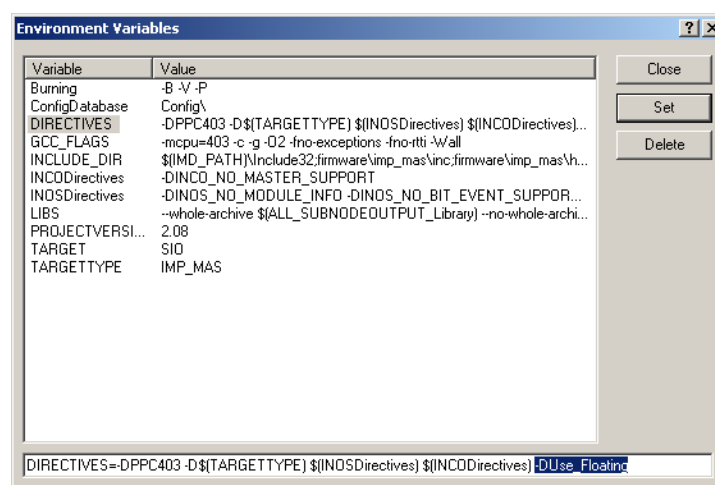 Environment Variables
Variable Value
Burning -B -V -P
ConfigDatabase Config\
DIRECTIVES -DPPC403 -D$(TARGETTYPE) $(INOSDirectives) $(INCODirectives)...
GCC_FLAGS -mcpu=403 -c -g -O2 -fno-exceptions -fno-rtti -Wall
INCLUDE_DIR $(IMD_PATH)\Include32;firmware\imp_mas\inc;firmware\imp_mas\h...
INCODirectives -DINCO_NO_MASTER_SUPPORT
INOSDirectives -DINOS_NO_MODULE_INFO -DINOS_NO_BIT_EVENT_SUPPOR...
LIBS --whole-archive $(ALL_SUBNODEOUTPUT_Library) --no-whole-archi...
PROJECTVERSI... 2.08
TARGET SIO
TARGETTYPE IMP_MAS
Close
Set
Delete
DIRECTIVES=-DPPC403 -D$(TARGETTYPE) $(INOSDirectives) $(INCODirectives) -DUse_Floating